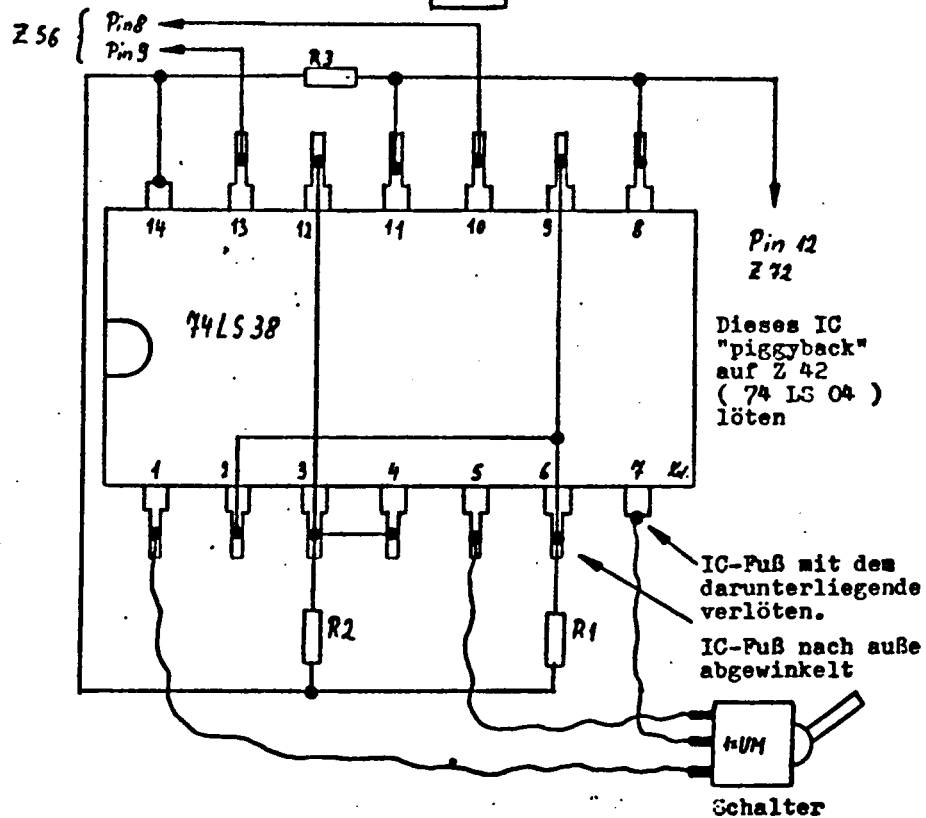 Z 56 { Pin 8
Pin 9
R3
14 13 12 11 10 9 8
Pin 12
Z 72
74LS38
Dieses IC
"piggyback"
auf Z 42
( 74 LS 04 )
löten
1 2 3 4 5 6 7
IC-Fuß mit dem
darunterliegende
verlöten.
R2
R1
IC-Fuß nach auße
abgewinkelt
1×UM
Schalter